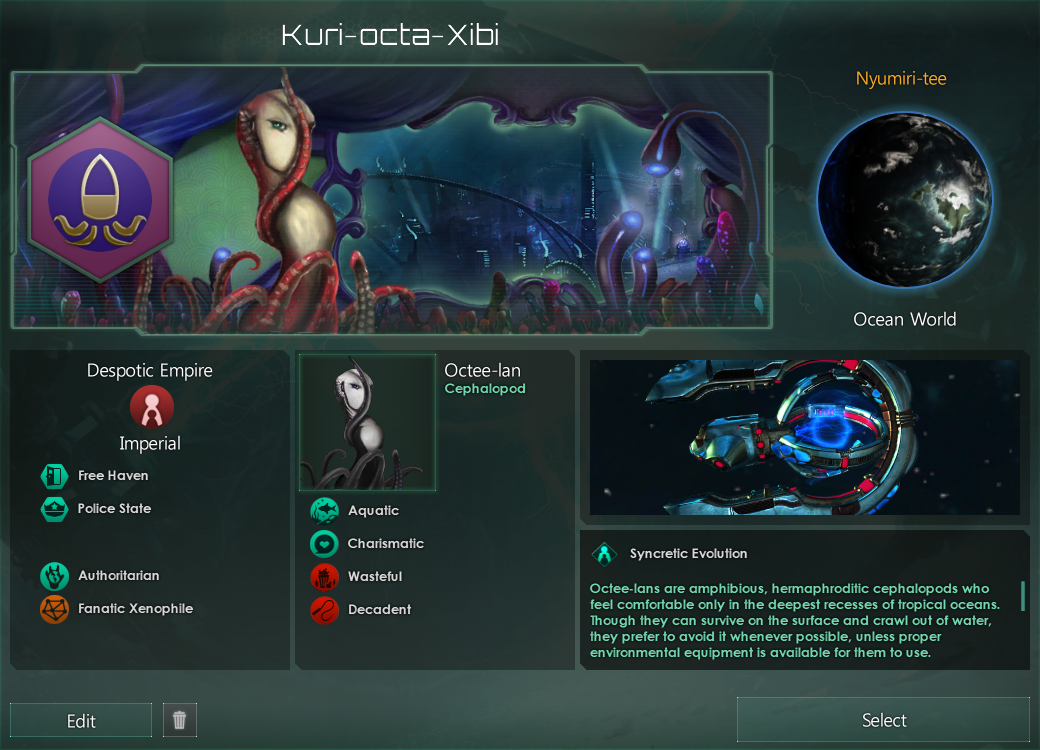 Kuri-octa-Xibi
Nyumiri-tee
Ocean World
Despotic Empire
Imperial
Free Haven
Police State
Authoritarian
Fanatic Xenophile
Octee-lan
Cephalopod
Aquatic
Charismatic
Wasteful
Decadent
Syncretic Evolution
Octee-lans are amphibious, hermaphroditic cephalopods who
feel comfortable only in the deepest recesses of tropical oceans.
Though they can survive on the surface and crawl out of water,
they prefer to avoid it whenever possible, unless proper
environmental equipment is available for them to use.
Edit
Select